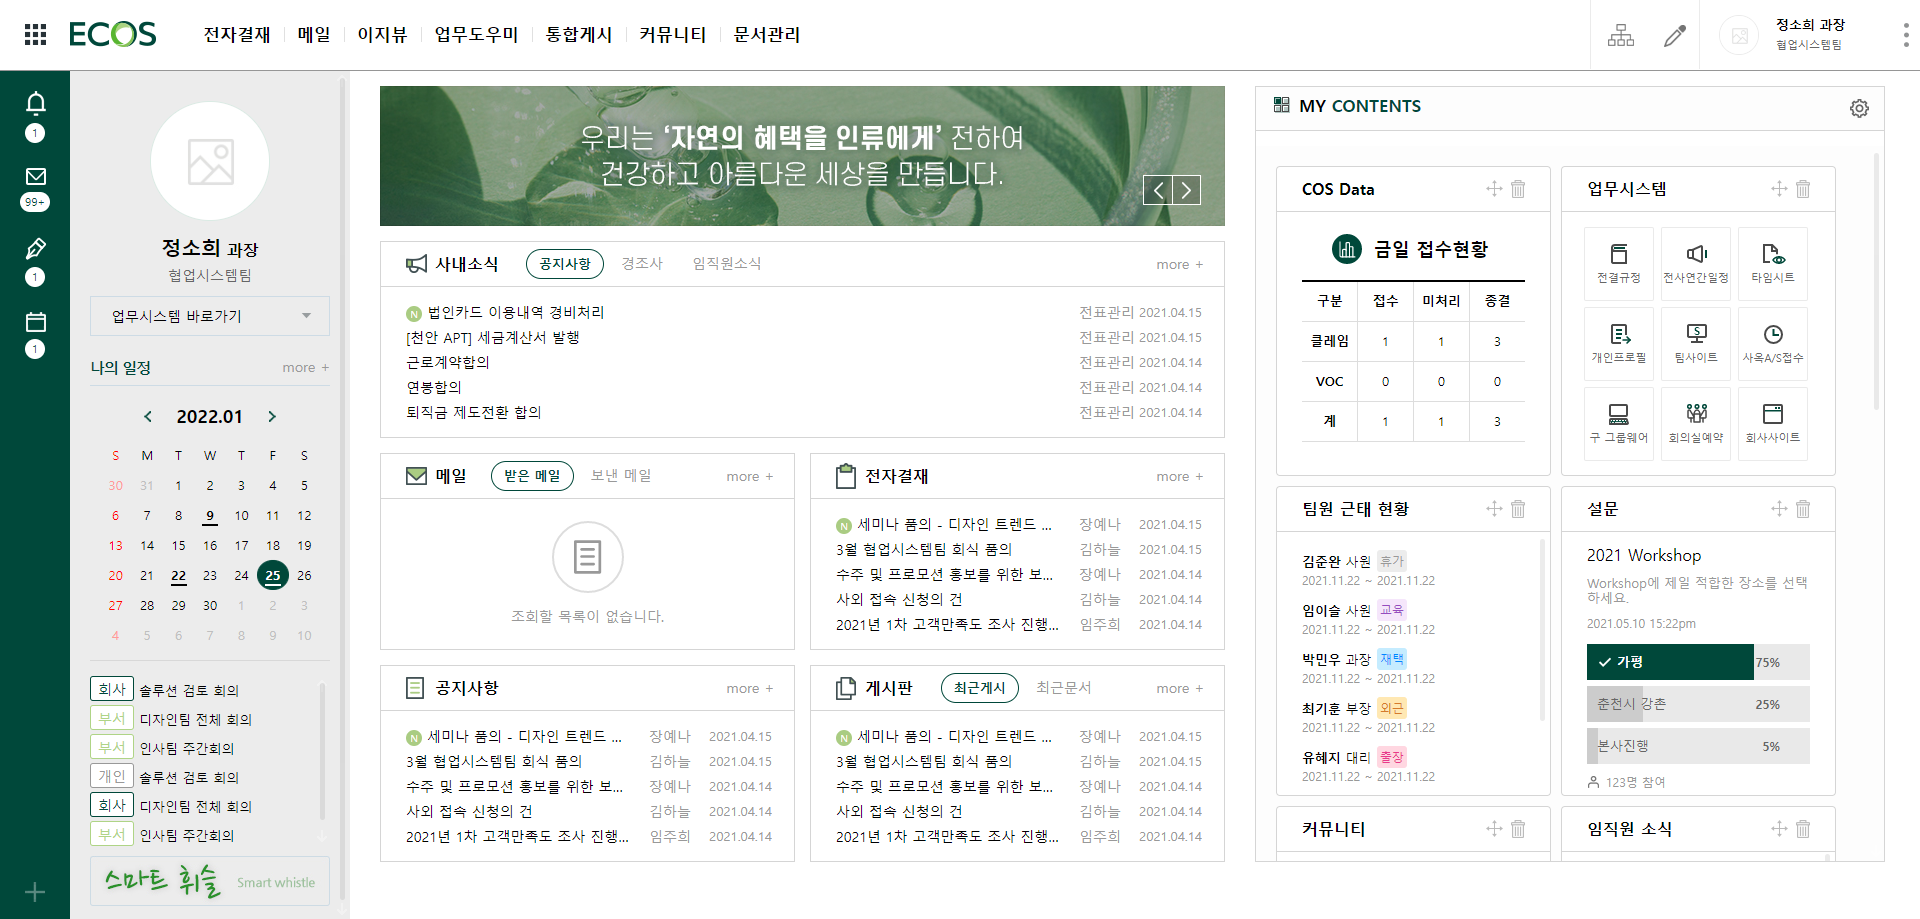 ECOS 전자결재 메일 이지뷰 업무도우미 통합게시 커뮤니티 문서관리
정소희 과장
협업시스템팀
1
99+
1
1
정소희 과장
협업시스템팀
업무시스템 바로가기
나의 일정 more +
2022.01
S M T W T F S
30 31 1 2 3 4 5
6 7 8 9 10 11 12
13 14 15 16 17 18 19
20 21 22 23 24 25 26
27 28 29 30 1 2 3
4 5 6 7 8 9 10
회사 솔루션 검토 회의
부서 디자인팀 전체 회의
부서 인사팀 주간회의
개인 솔루션 검토 회의
회사 디자인팀 전체 회의
부서 인사팀 주간회의
스마트 휘슬 Smart whistle
우리는 ‘자연의 혜택을 인류에게’ 전하여
건강하고 아름다운 세상을 만듭니다.
사내소식 공지사항 경조사 임직원소식 more +
N 법인카드 이용내역 경비처리 전표관리 2021.04.15
[천안 APT] 세금계산서 발행 전표관리 2021.04.15
근로계약합의 전표관리 2021.04.14
연봉합의 전표관리 2021.04.14
퇴직금 제도전환 합의 전표관리 2021.04.14
메일 받은 메일 보낸 메일 more +
조회할 목록이 없습니다.
전자결재 more +
N 세미나 품의 - 디자인 트렌드 ... 장예나 2021.04.15
3월 협업시스템팀 회식 품의 김하늘 2021.04.15
수주 및 프로모션 홍보를 위한 보... 장예나 2021.04.14
사외 접속 신청의 건 김하늘 2021.04.14
2021년 1차 고객만족도 조사 진행... 임주희 2021.04.14
공지사항 more +
N 세미나 품의 - 디자인 트렌드 ... 장예나 2021.04.15
3월 협업시스템팀 회식 품의 김하늘 2021.04.15
수주 및 프로모션 홍보를 위한 보... 장예나 2021.04.14
사외 접속 신청의 건 김하늘 2021.04.14
2021년 1차 고객만족도 조사 진행... 임주희 2021.04.14
게시판 최근게시 최근문서 more +
N 세미나 품의 - 디자인 트렌드 ... 장예나 2021.04.15
3월 협업시스템팀 회식 품의 김하늘 2021.04.15
수주 및 프로모션 홍보를 위한 보... 장예나 2021.04.14
사외 접속 신청의 건 김하늘 2021.04.14
2021년 1차 고객만족도 조사 진행... 임주희 2021.04.14
MY CONTENTS
COS Data
금일 접수현황
구분 접수 미처리 종결
클레임 1 1 3
VOC 0 0 0
계 1 1 3
업무시스템
전결규정 전사연간일정 타임시트
개인프로필 팀사이트 사옥A/S접수
구 그룹웨어 회의실예약 회사사이트
팀원 근태 현황
김준완 사원 휴가
2021.11.22 ~ 2021.11.22
임이슬 사원 교육
2021.11.22 ~ 2021.11.22
박민우 과장 재택
2021.11.22 ~ 2021.11.22
최기훈 부장 외근
2021.11.22 ~ 2021.11.22
유혜지 대리 출장
2021.11.22 ~ 2021.11.22
설문
2021 Workshop
Workshop에 제일 적합한 장소를 선택
하세요.
2021.05.10 15:22pm
가평 75%
춘천시 강촌 25%
본사진행 5%
123명 참여
커뮤니티
임직원 소식